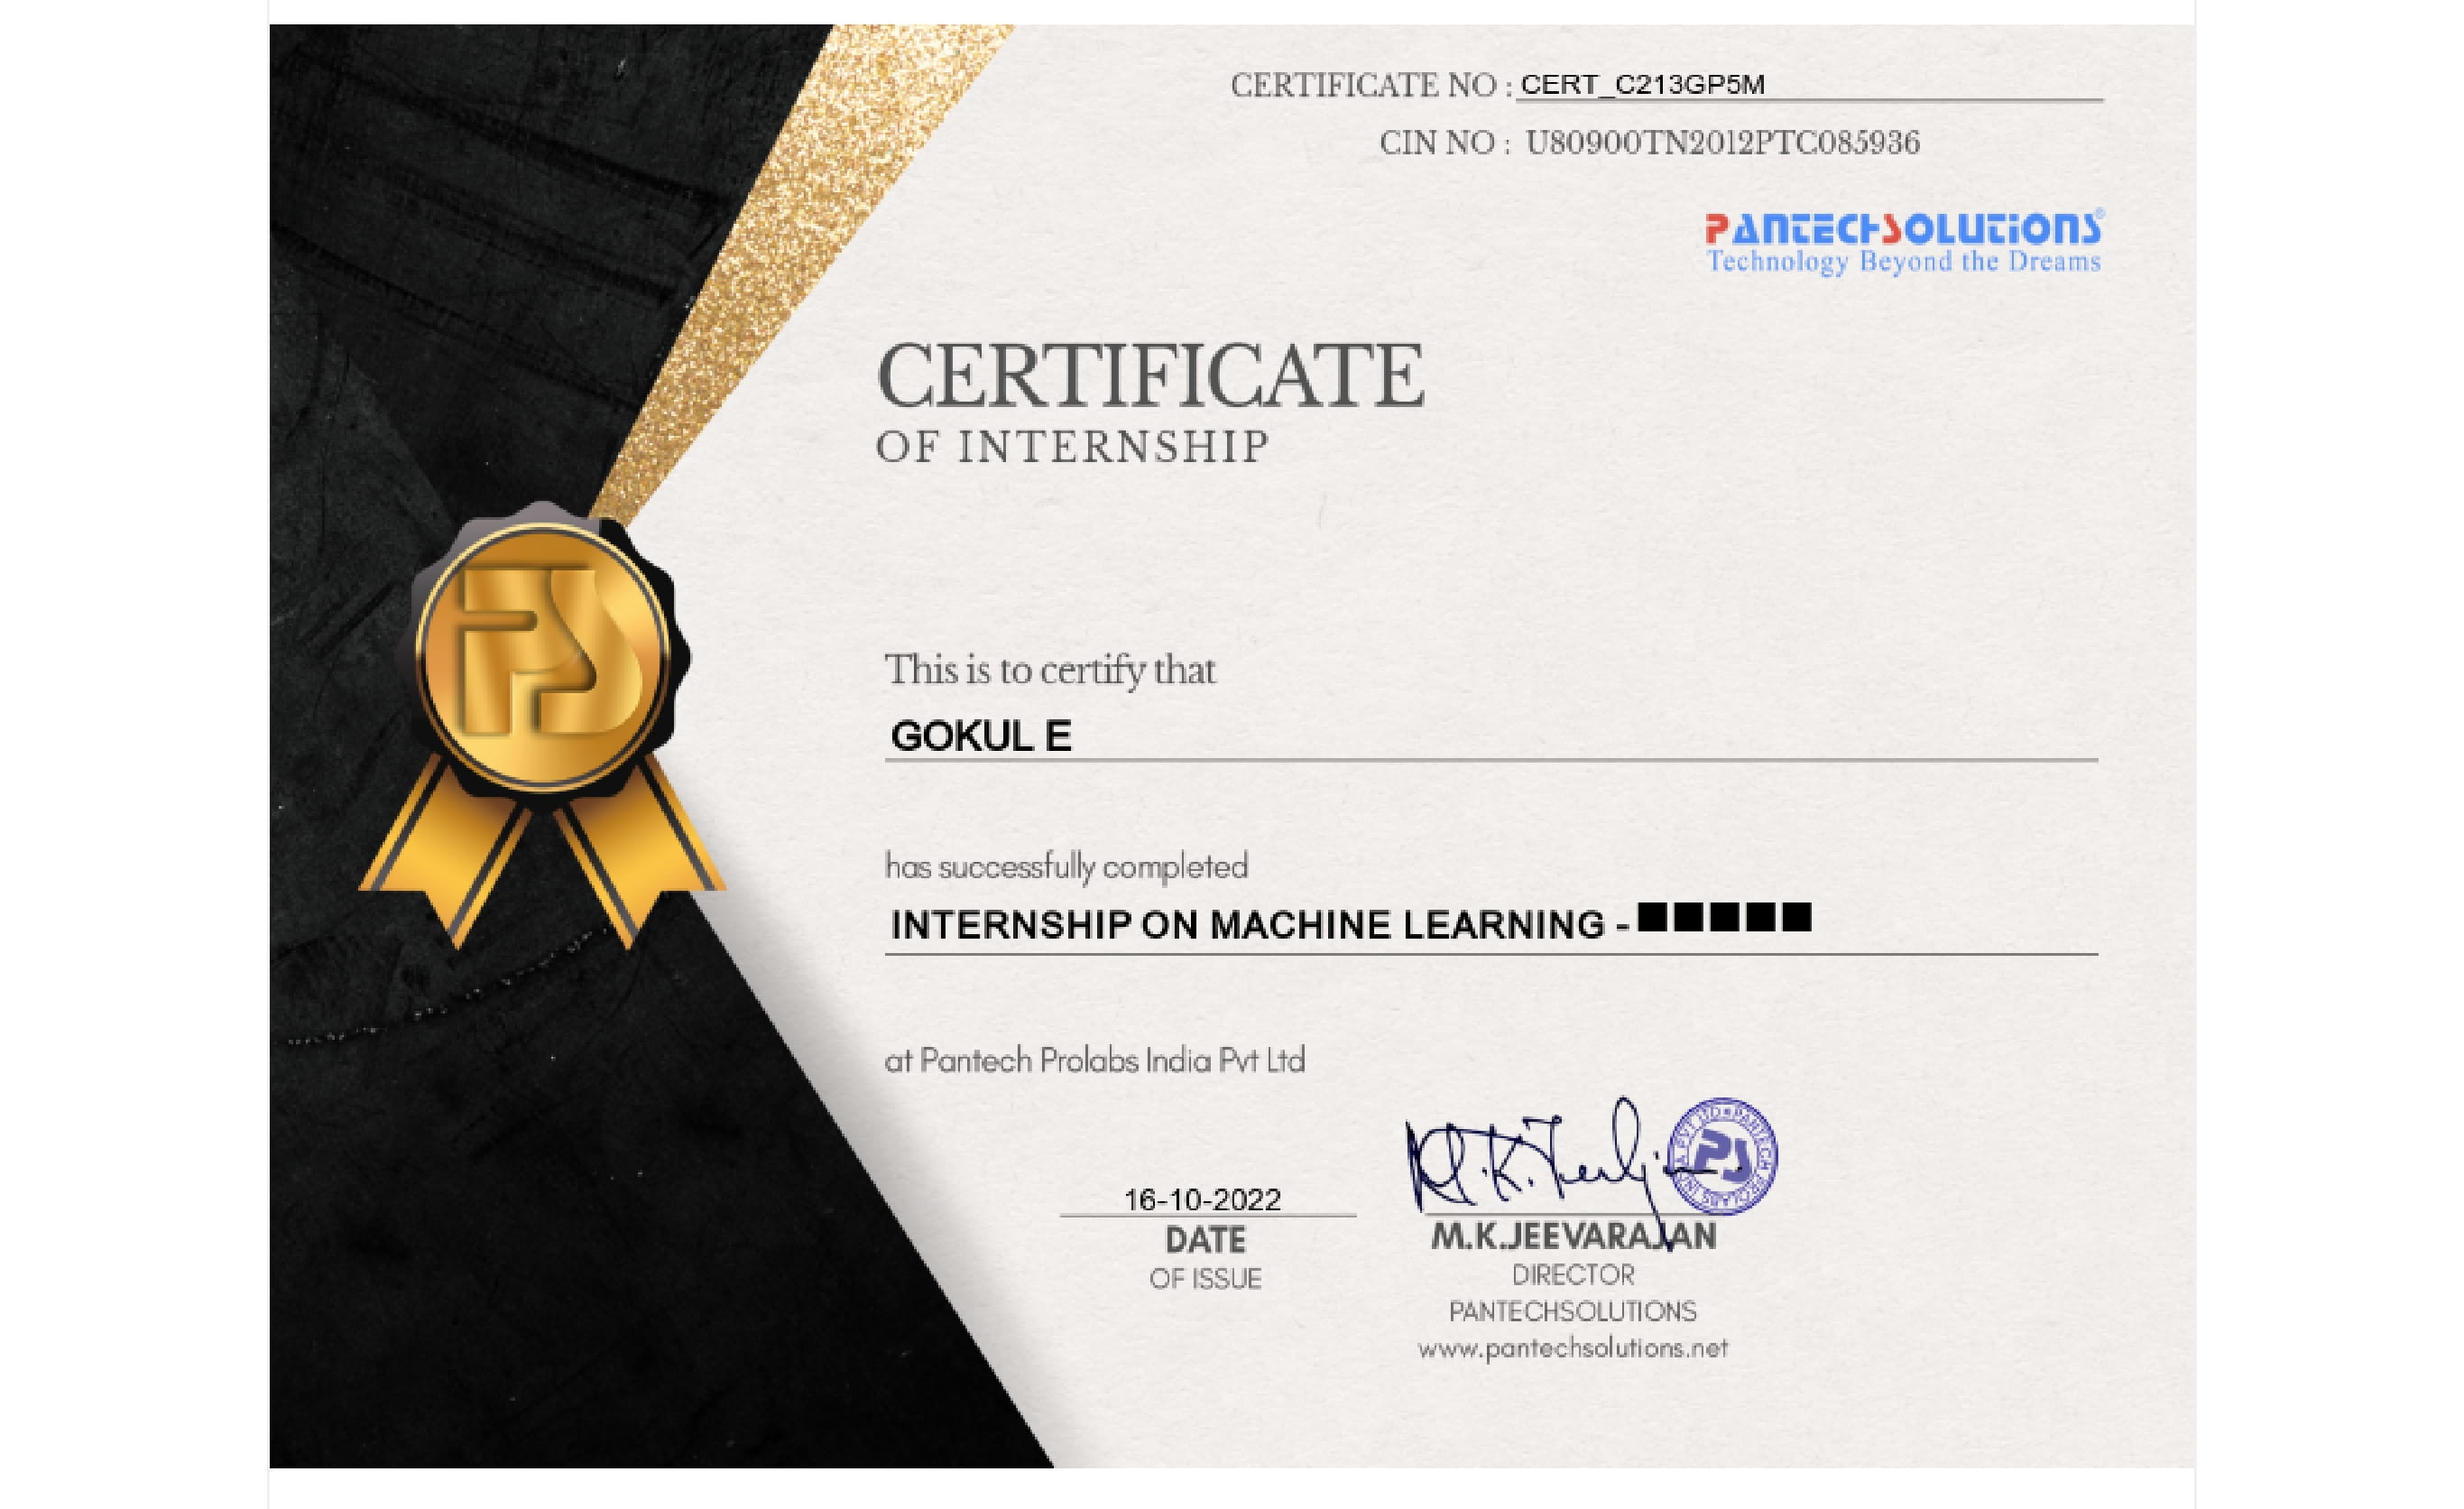 CERTIFICATE NO : CERT_C213GP5M
CIN NO : U80900TN2012PTC085936
PANTECHSOLUTIONS®
Technology Beyond the Dreams
CERTIFICATE
OF INTERNSHIP
PS
This is to certify that
GOKUL E
has successfully completed
INTERNSHIP ON MACHINE LEARNING - ■■■■■
at Pantech Prolabs India Pvt Ltd
16-10-2022
DATE
OF ISSUE
M.K.JEEVARAJAN
DIRECTOR
PANTECHSOLUTIONS
www.pantechsolutions.net